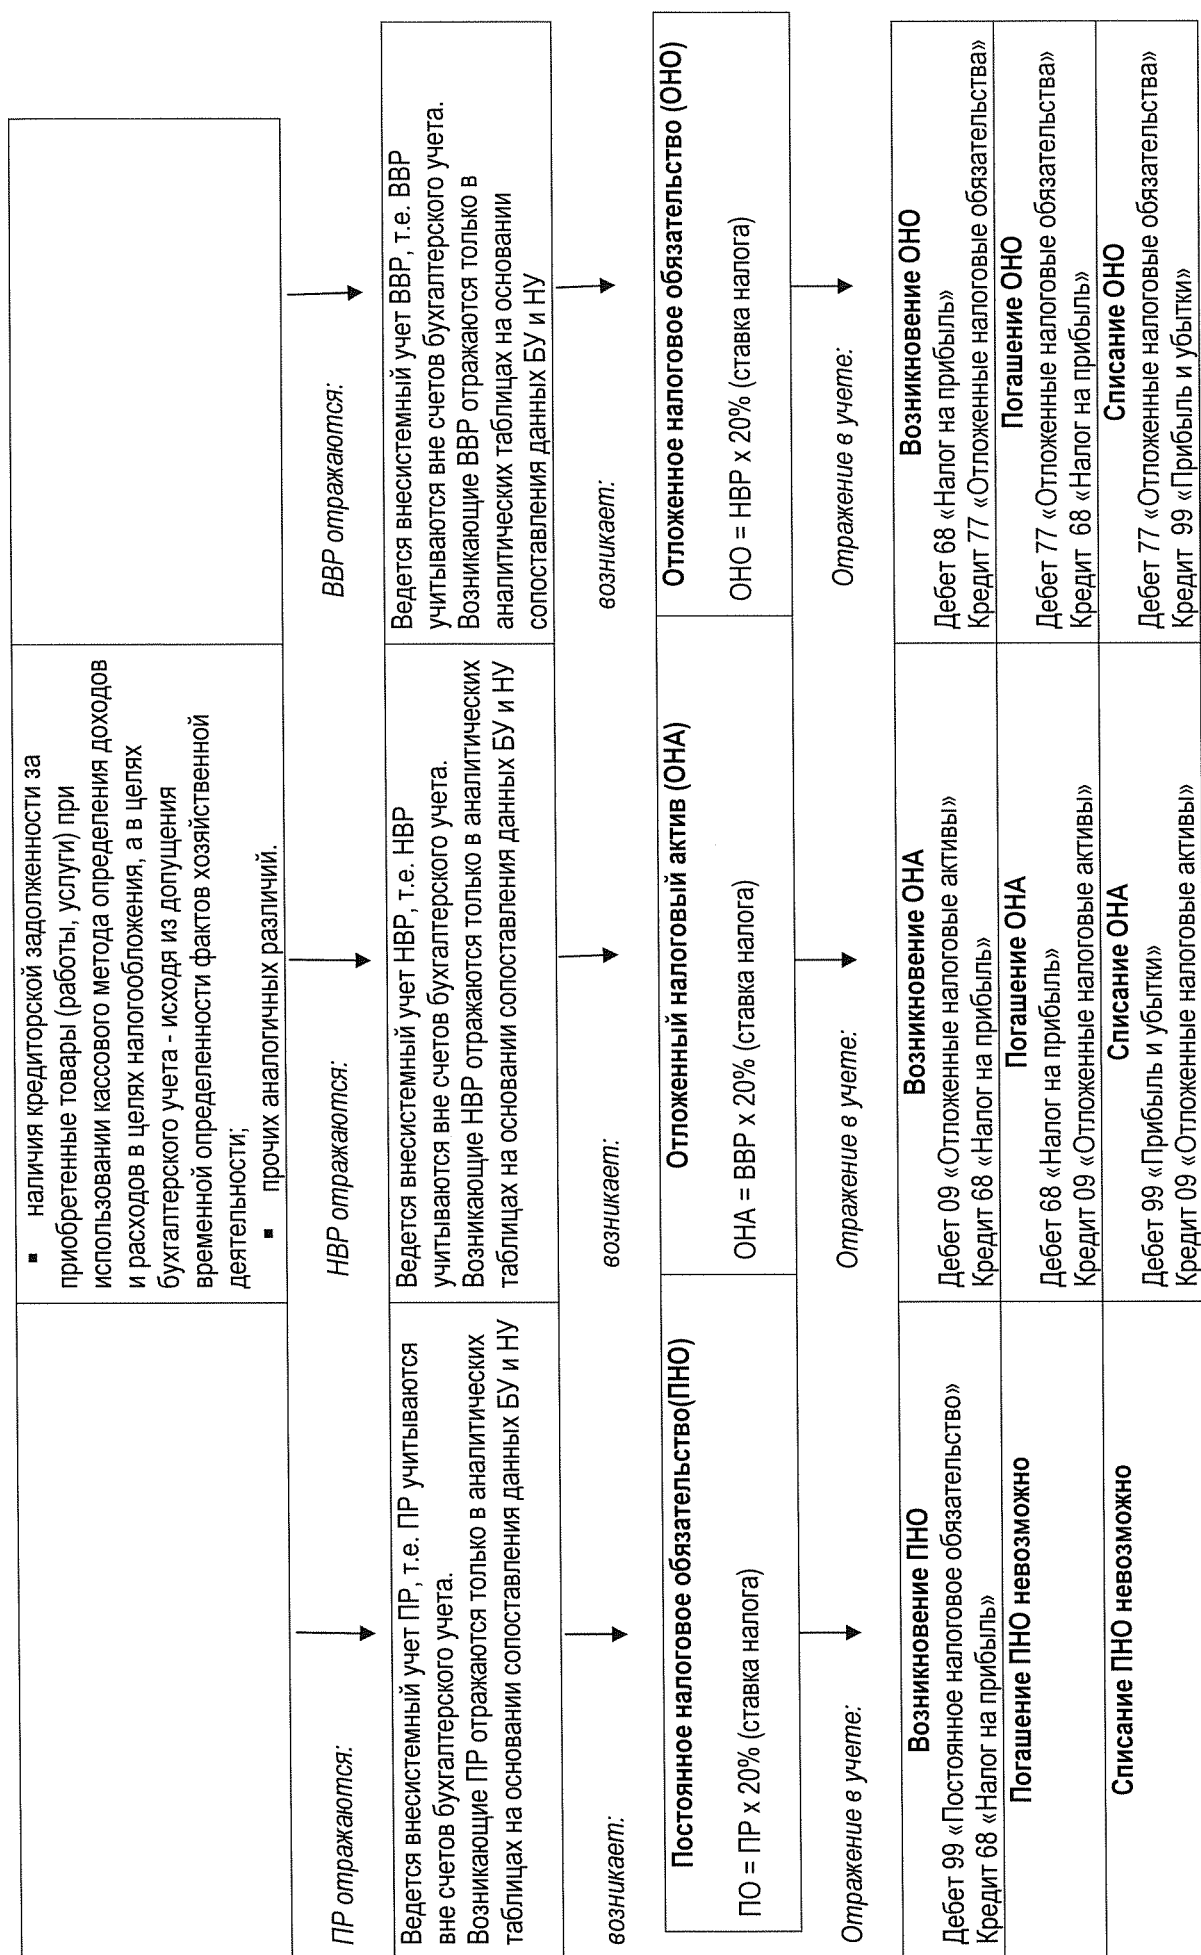 ▪ наличия кредиторской задолженности за
приобретенные товары (работы, услуги) при
использовании кассового метода определения доходов
и расходов в целях налогообложения, а в целях
бухгалтерского учета - исходя из допущения
временной определенности фактов хозяйственной
деятельности;
▪ прочих аналогичных различий.
ПР отражаются:
НВР отражаются:
ВВР отражаются:
Ведется внесистемный учет ПР, т.е. ПР учитываются
вне счетов бухгалтерского учета.
Возникающие ПР отражаются только в аналитических
таблицах на основании сопоставления данных БУ и НУ
Ведется внесистемный учет НВР, т.е. НВР
учитываются вне счетов бухгалтерского учета.
Возникающие НВР отражаются только в аналитических
таблицах на основании сопоставления данных БУ и НУ
Ведется внесистемный учет ВВР, т.е. ВВР
учитываются вне счетов бухгалтерского учета.
Возникающие ВВР отражаются только в
аналитических таблицах на основании
сопоставления данных БУ и НУ
возникает:
возникает:
возникает:
Постоянное налоговое обязательство(ПНО)
ПО = ПР х 20% (ставка налога)
Отложенный налоговый актив (ОНА)
ОНА = ВВР х 20% (ставка налога)
Отложенное налоговое обязательство (ОНО)
ОНО = НВР х 20% (ставка налога)
Отражение в учете:
Отражение в учете:
Отражение в учете:
Возникновение ПНО
Дебет 99 «Постоянное налоговое обязательство»
Кредит 68 «Налог на прибыль»
Возникновение ОНА
Дебет 09 «Отложенные налоговые активы»
Кредит 68 «Налог на прибыль»
Возникновение ОНО
Дебет 68 «Налог на прибыль»
Кредит 77 «Отложенные налоговые обязательства»
Погашение ПНО невозможно
Погашение ОНА
Дебет 68 «Налог на прибыль»
Кредит 09 «Отложенные налоговые активы»
Погашение ОНО
Дебет 77 «Отложенные налоговые обязательства»
Кредит 68 «Налог на прибыль»
Списание ПНО невозможно
Списание ОНА
Дебет 99 «Прибыль и убытки»
Кредит 09 «Отложенные налоговые активы»
Списание ОНО
Дебет 77 «Отложенные налоговые обязательства»
Кредит 99 «Прибыль и убытки»